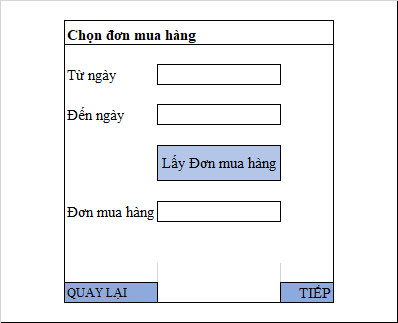 Chọn đơn mua hàng
Từ ngày
Đến ngày
Lấy Đơn mua hàng
Đơn mua hàng
QUAY LẠI
TIẾP